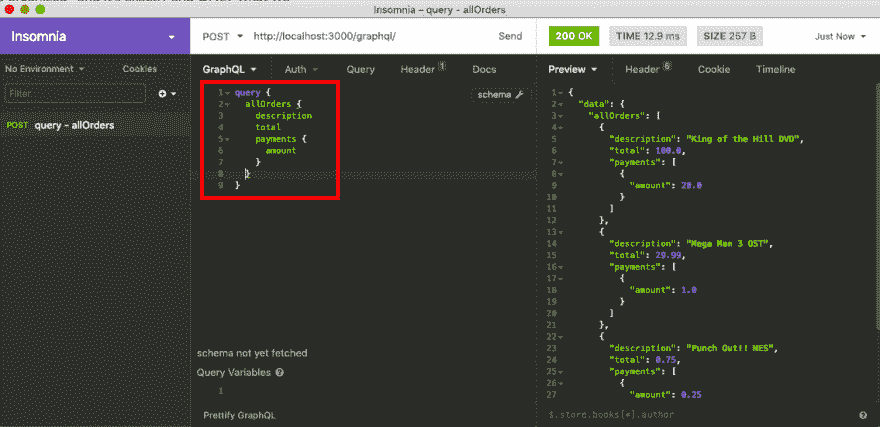 Insomnia – query - allOrders
Insomnia
POST http://localhost:3000/graphql/ Send
200 OK TIME 12.9 ms SIZE 257 B Just Now
No Environment Cookies
GraphQL Auth Query Header 1 Docs
Preview Header 6 Cookie Timeline
Filter
schema
POST query - allOrders
1 query {
2 allOrders {
3 description
4 total
5 payments {
6 amount
7 }
8 }
9 }
schema not yet fetched
Query Variables
1
Prettify GraphQL
1 {
2 "data": {
3 "allOrders": [
4 {
5 "description": "King of the Hill DVD",
6 "total": 100.0,
7 "payments": [
8 {
9 "amount": 20.0
10 }
11 ]
12 },
13 {
14 "description": "Mega Man 3 OST",
15 "total": 29.99,
16 "payments": [
17 {
18 "amount": 1.0
19 }
20 ]
21 },
22 {
23 "description": "Punch Out!! NES",
24 "total": 0.75,
25 "payments": [
26 {
27 "amount": 0.25
$.store.books[*].author